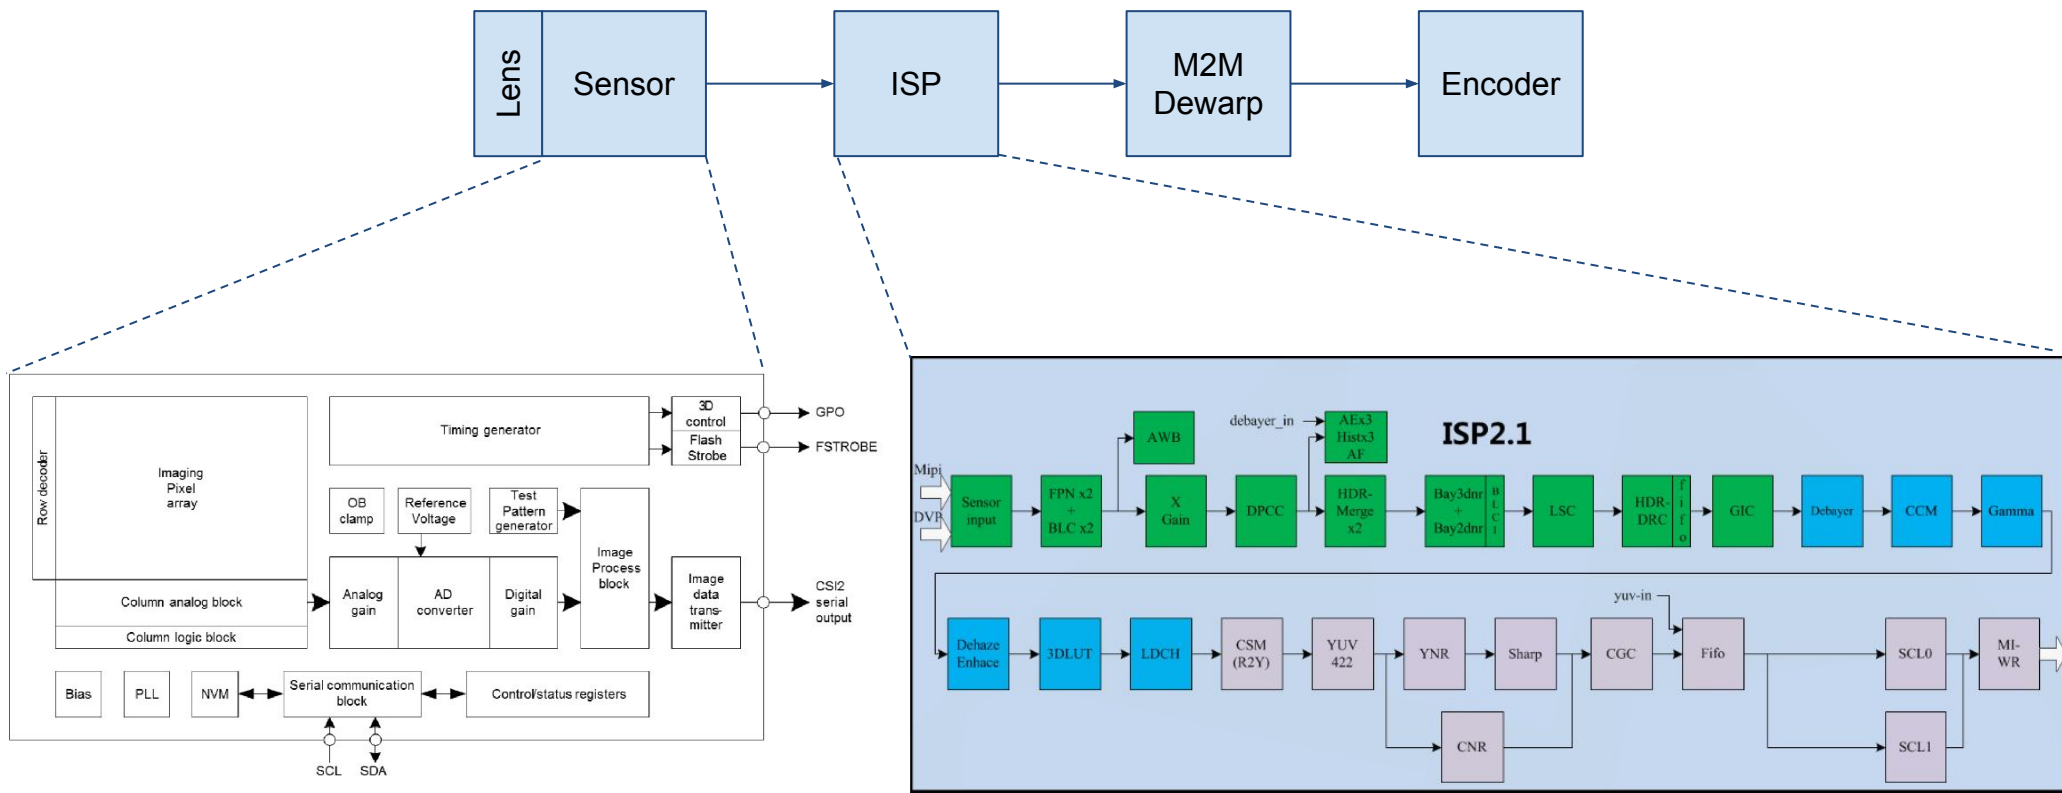 Lens
Sensor
ISP
M2M
Dewarp
Encoder
Row decoder
Imaging
Pixel
array
Timing generator
3D
control
Flash
Strobe
GPO
FSTROBE
OB
clamp
Reference
Voltage
Test
Pattern
generator
Image
Process
block
Column analog block
Column logic block
Analog
gain
AD
converter
Digital
gain
Image
data
trans-
mitter
CSI2
serial
output
Bias
PLL
NVM
Serial communication
block
Control/status registers
SCL
SDA
ISP2.1
Mipi
DVP
Sensor
input
FPN x2
+
BLC x2
AWB
X
Gain
DPCC
debayer_in
AEx3
Histx3
AF
HDR-
Merge
x2
Bay3dnr
+
Bay2dnr
BLC1
LSC
HDR-
DRC
fifo
GIC
Debayer
CCM
Gamma
Dehaze
Enhace
3DLUT
LDCH
CSM
(R2Y)
YUV
422
YNR
Sharp
CNR
CGC
yuv-in
Fifo
SCL0
SCL1
MI-
WR